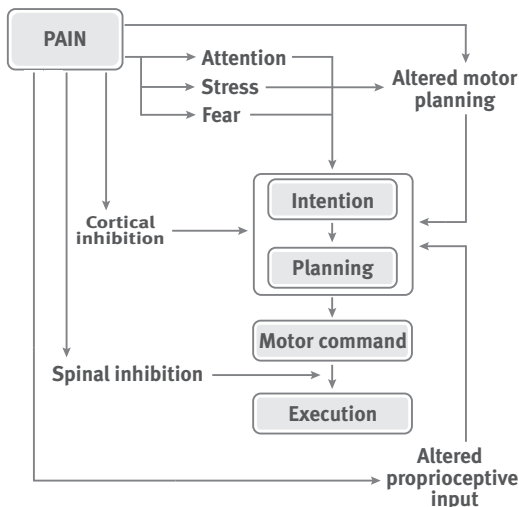 PAIN
Attention
Stress
Fear
Altered motor
planning
Intention
Cortical
inhibition
Planning
Motor command
Spinal inhibition
Execution
Altered
proprioceptive
input